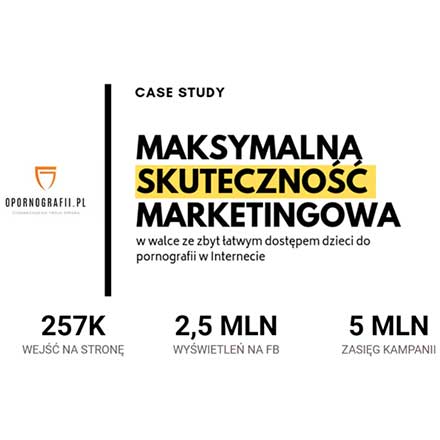 CASE STUDY
MAKSYMALNA
SKUTECZNOŚĆ
MARKETINGOWA
w walce ze zbyt łatwym dostępem dzieci do
pornografii w Internecie
OPORNOGRAFII.PL
257K
WEJŚĆ NA STRONĘ
2,5 MLN
WYŚWIETLEŃ NA FB
5 MLN
ZASIĘG KAMPANII